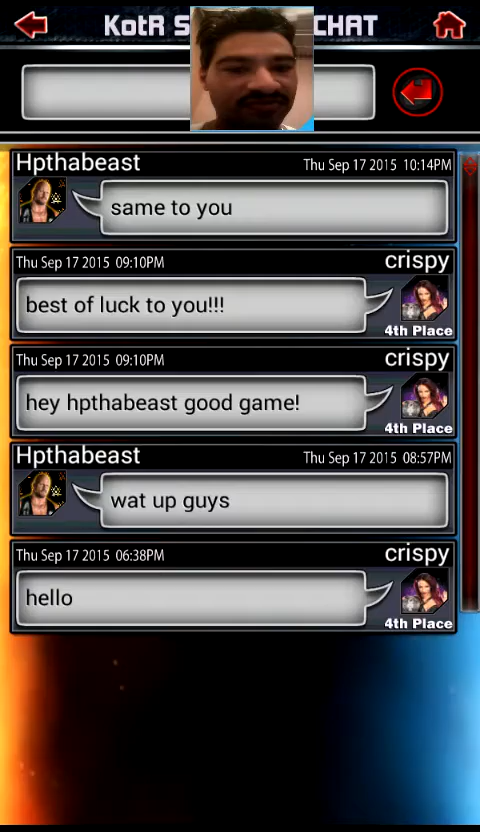 KotR S CHAT
Hpthabeast
Thu Sep 17 2015 10:14PM
same to you
Thu Sep 17 2015 09:10PM
crispy
best of luck to you!!!
4th Place
Thu Sep 17 2015 09:10PM
crispy
hey hpthabeast good game!
4th Place
Hpthabeast
Thu Sep 17 2015 08:57PM
wat up guys
Thu Sep 17 2015 06:38PM
crispy
hello
4th Place